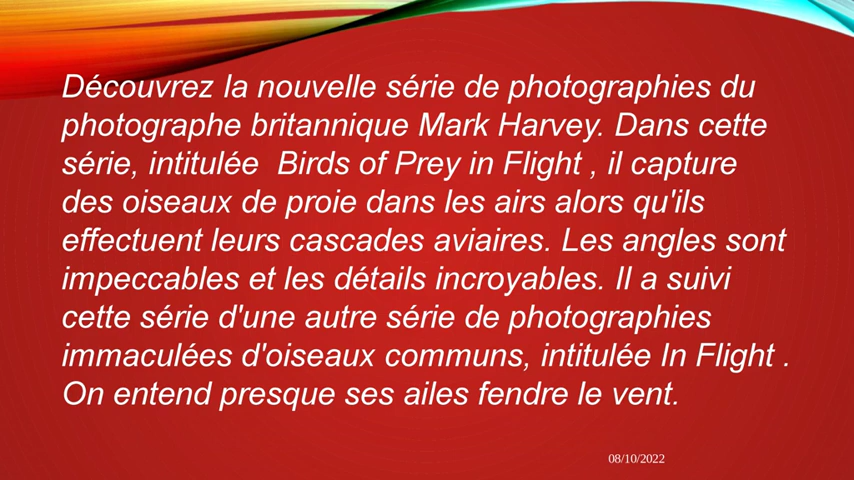 Découvrez la nouvelle série de photographies du
photographe britannique Mark Harvey. Dans cette
série, intitulée  Birds of Prey in Flight , il capture
des oiseaux de proie dans les airs alors qu'ils
effectuent leurs cascades aviaires. Les angles sont
impeccables et les détails incroyables. Il a suivi
cette série d'une autre série de photographies
immaculées d'oiseaux communs, intitulée In Flight .
On entend presque ses ailes fendre le vent.
08/10/2022